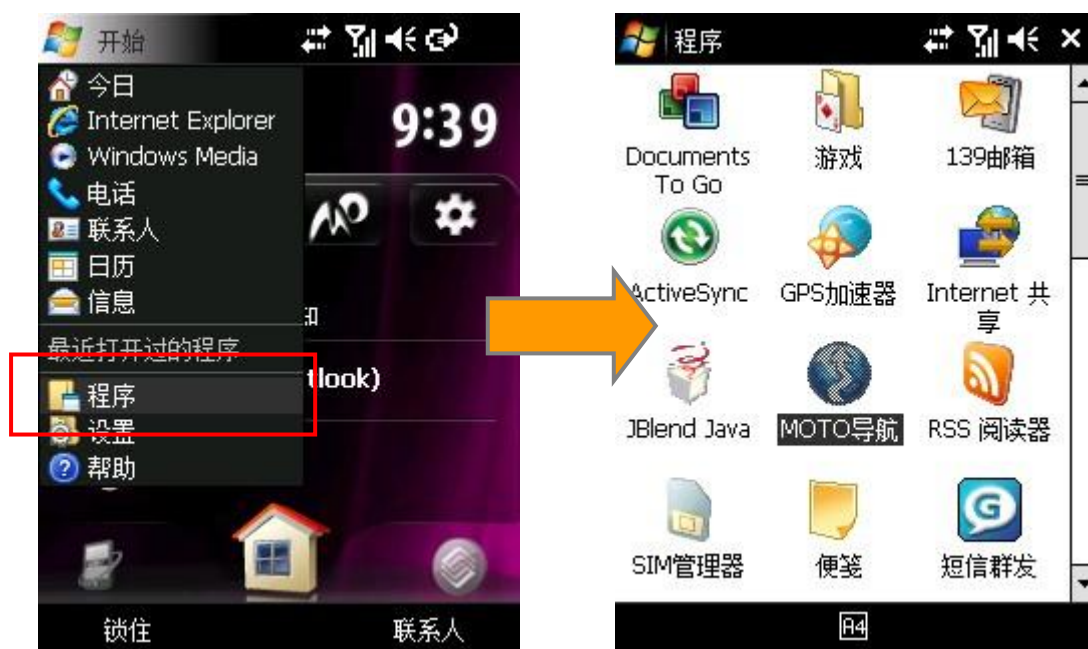 开始
今日
Internet Explorer
Windows Media
电话
联系人
日历
信息
最近打开过的程序
程序
设置
帮助
9:39
知
tlook)
锁住
联系人
程序
Documents To Go
游戏
139邮箱
ActiveSync
GPS加速器
Internet 共享
JBlend Java
MOTO导航
RSS 阅读器
SIM管理器
便笺
短信群发
A4